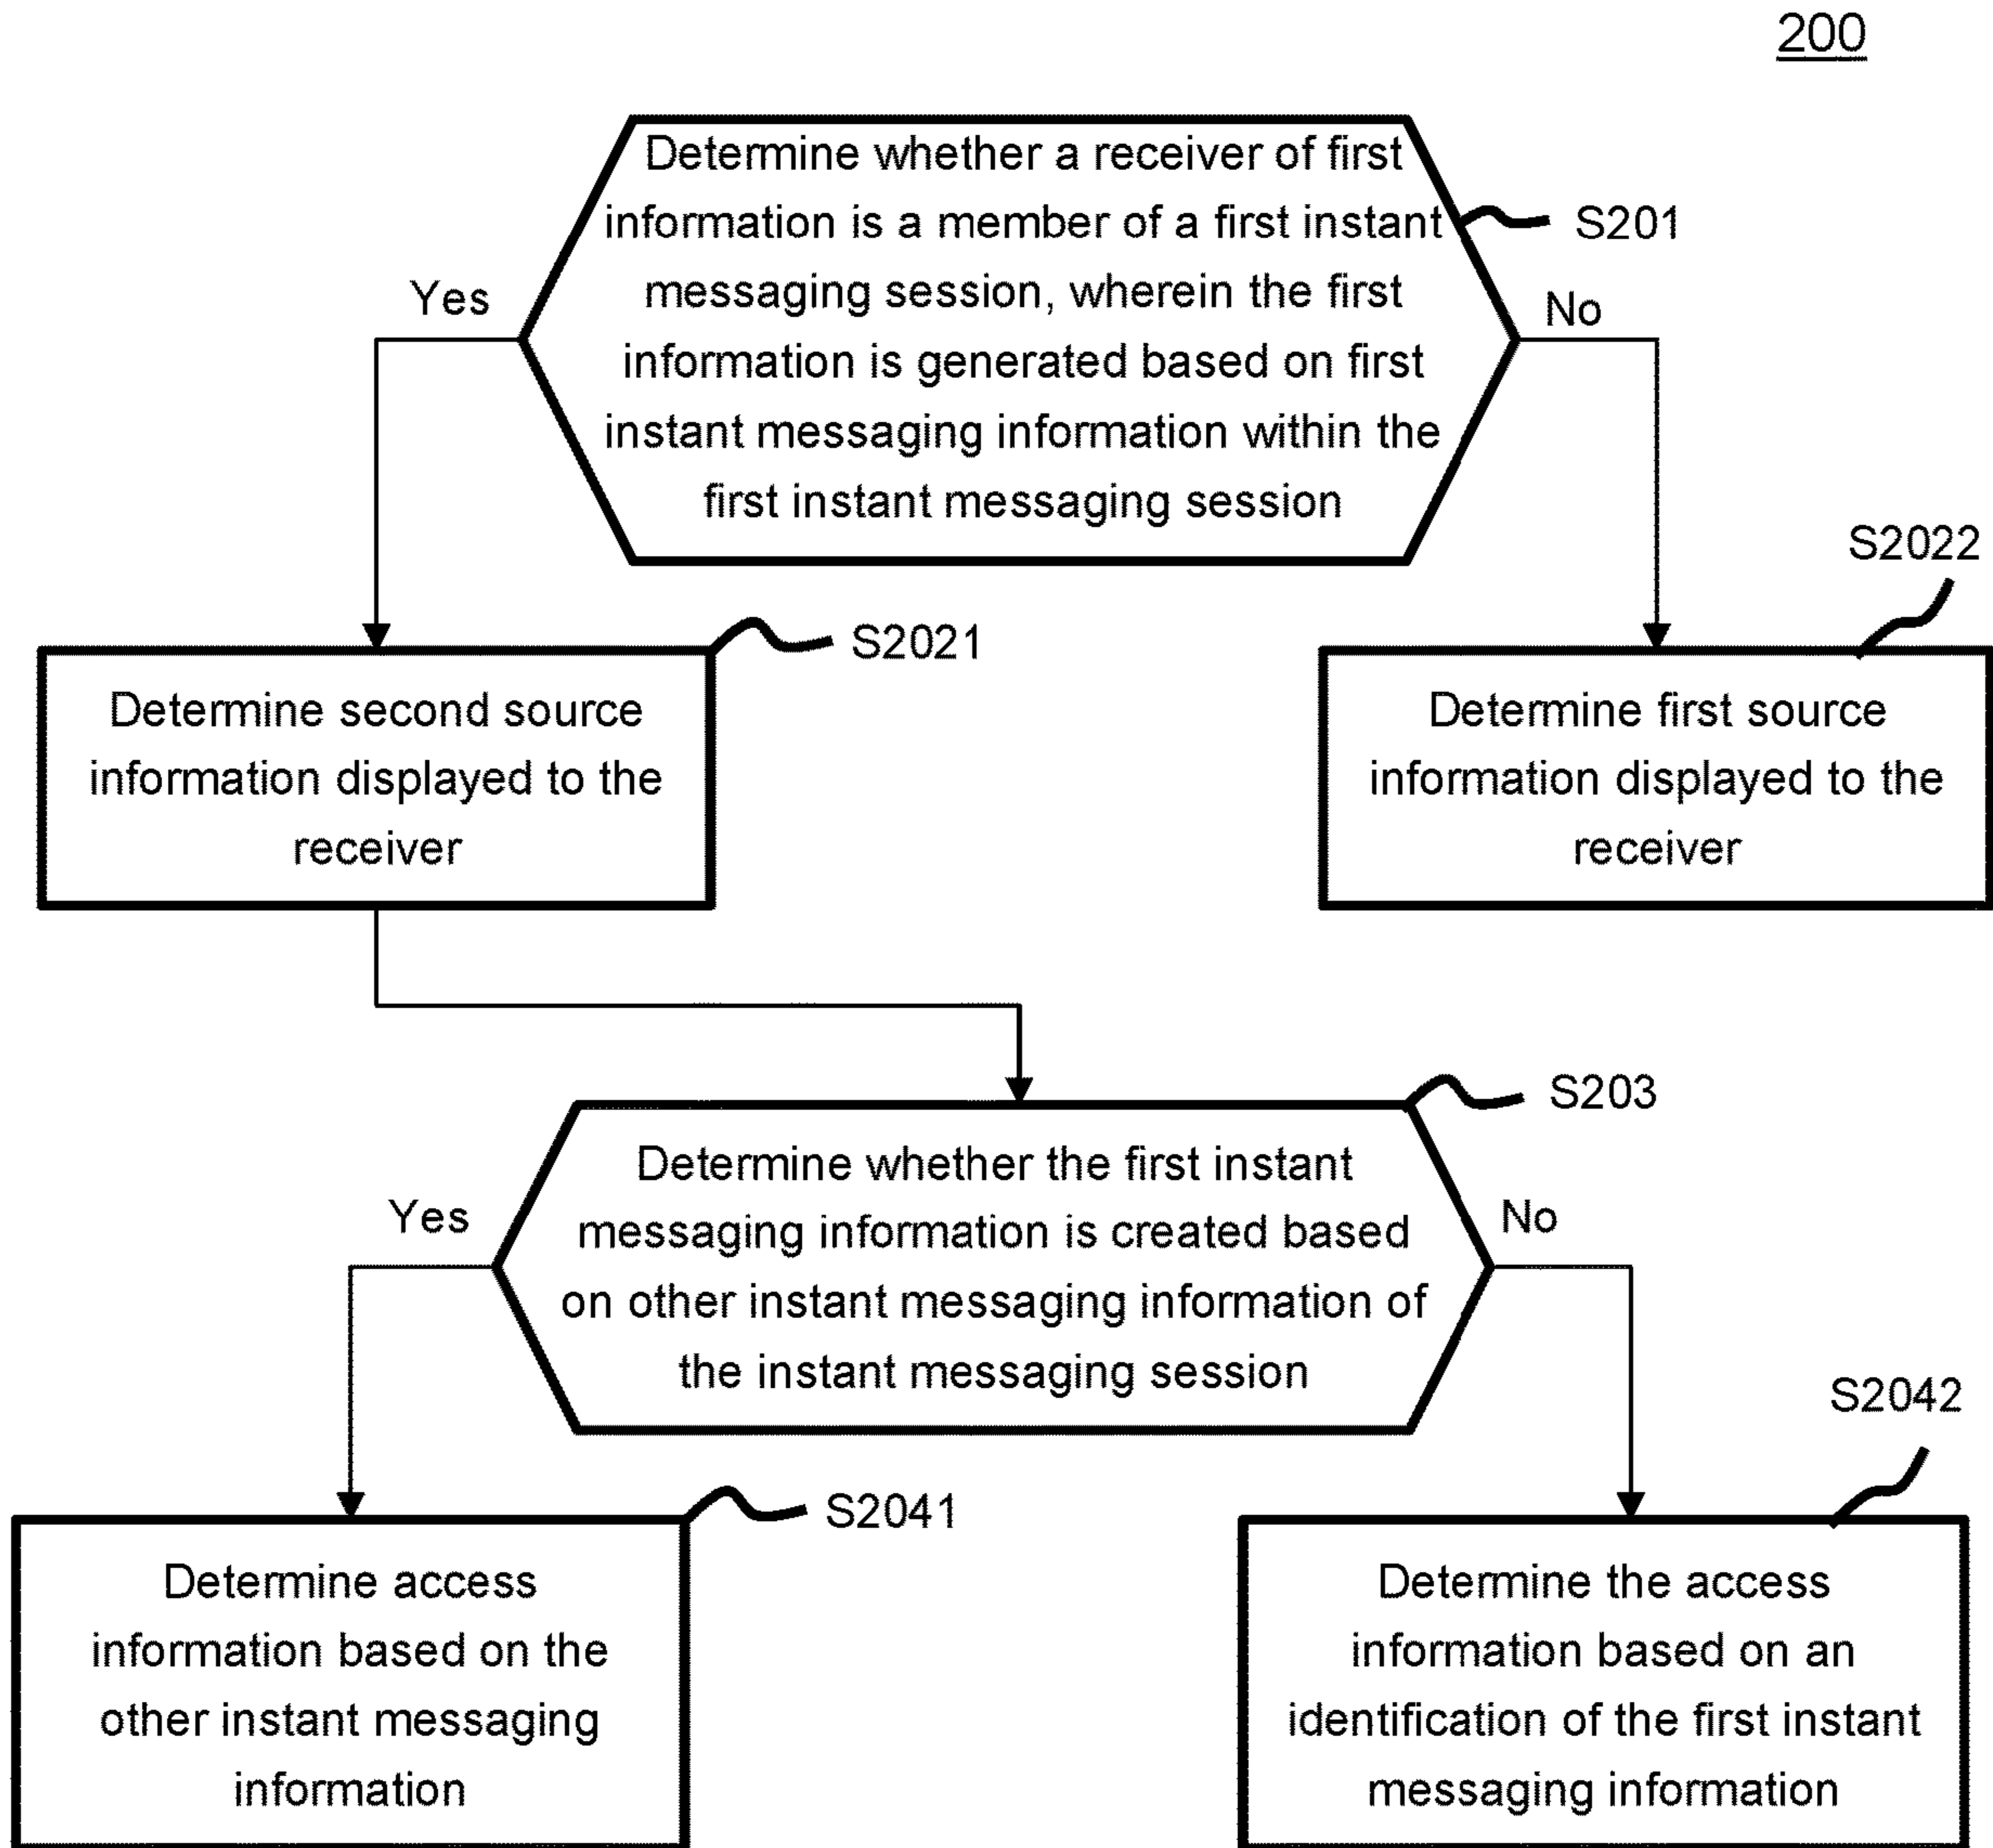 200
Determine whether a receiver of first
information is a member of a first instant
messaging session, wherein the first
information is generated based on first
instant messaging information within the
first instant messaging session
S201
Yes
No
S2022
S2021
Determine second source
information displayed to the
receiver
Determine first source
information displayed to the
receiver
S203
Determine whether the first instant
messaging information is created based
on other instant messaging information of
the instant messaging session
Yes
No
S2042
S2041
Determine access
information based on the
other instant messaging
information
Determine the access
information based on an
identification of the first instant
messaging information